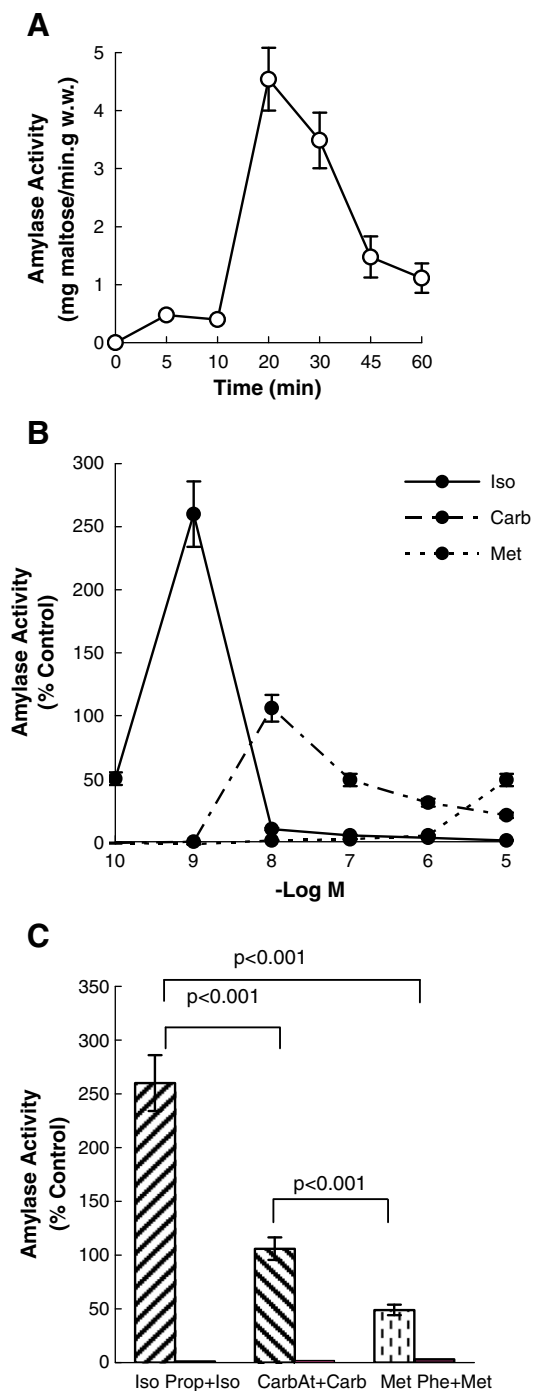 A
Amylase Activity
(mg maltose/min.g w.w.)
5
4
3
2
1
0
0 5 10 20 30 45 60
Time (min)
B
Amylase Activity
(% Control)
300
250
200
150
100
50
0
10 9 8 7 6 5
-Log M
Iso
Carb
Met
C
Amylase Activity
(% Control)
350
300
250
200
150
100
50
0
p<0.001
p<0.001
p<0.001
Iso Prop+Iso CarbAt+Carb Met Phe+Met